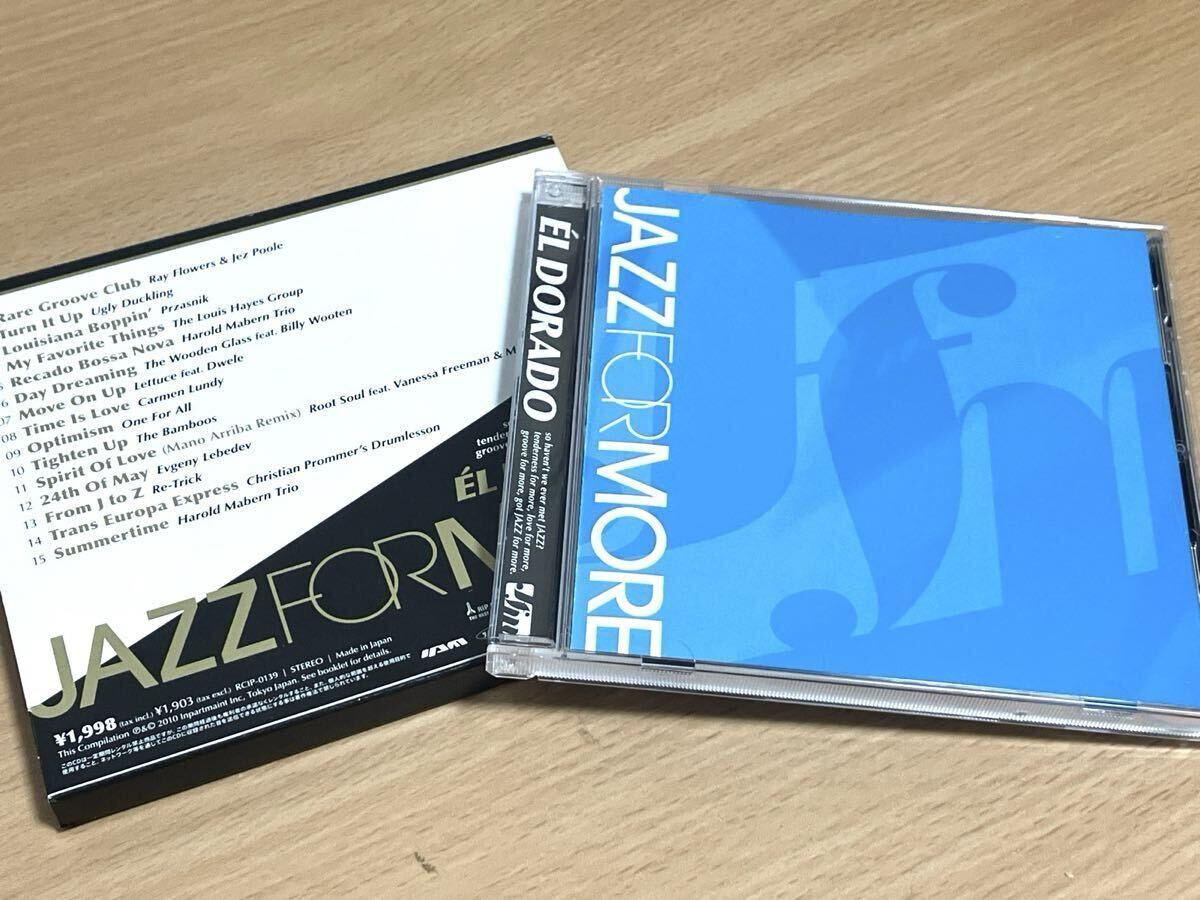 Rare Groove Club Ray Flowers & Jez Poole
Turn It Up Ugly Duckling
Louisiana Boppin' Przasnik
My Favorite Things The Louis Hayes Group
Recado Bossa Nova Harold Mabern Trio
6 Day Dreaming The Wooden Glass feat. Billy Wooten
07 Move On Up Lettuce feat. Dwele
08 Time Is Love Carmen Lundy
09 Optimism One For All
10 Tighten Up The Bamboos
11 Spirit Of Love (Mano Arriba Remix) Root Soul feat. Vanessa Freeman & M
12 24th Of May Evgeny Lebedev
13 From J to Z Re-Trick
14 Trans Europa Express Christian Prommer's Drumlesson
15 Summertime Harold Mabern Trio
tender
groove
ÉL
JAZZFORM
¥1,998 (tax incl.) ¥1,903 (tax excl.) RCIP-0139 | STEREO | Made in Japan
This Compilation ℗&© 2010 Inpartmaint Inc, Tokyo Japan. See booklet for details.
ÉL DORADO
so haven't we ever met JAZZ?
tenderness for more, love for more,
groove for more, got JAZZ for more.
JAZZFORMORE